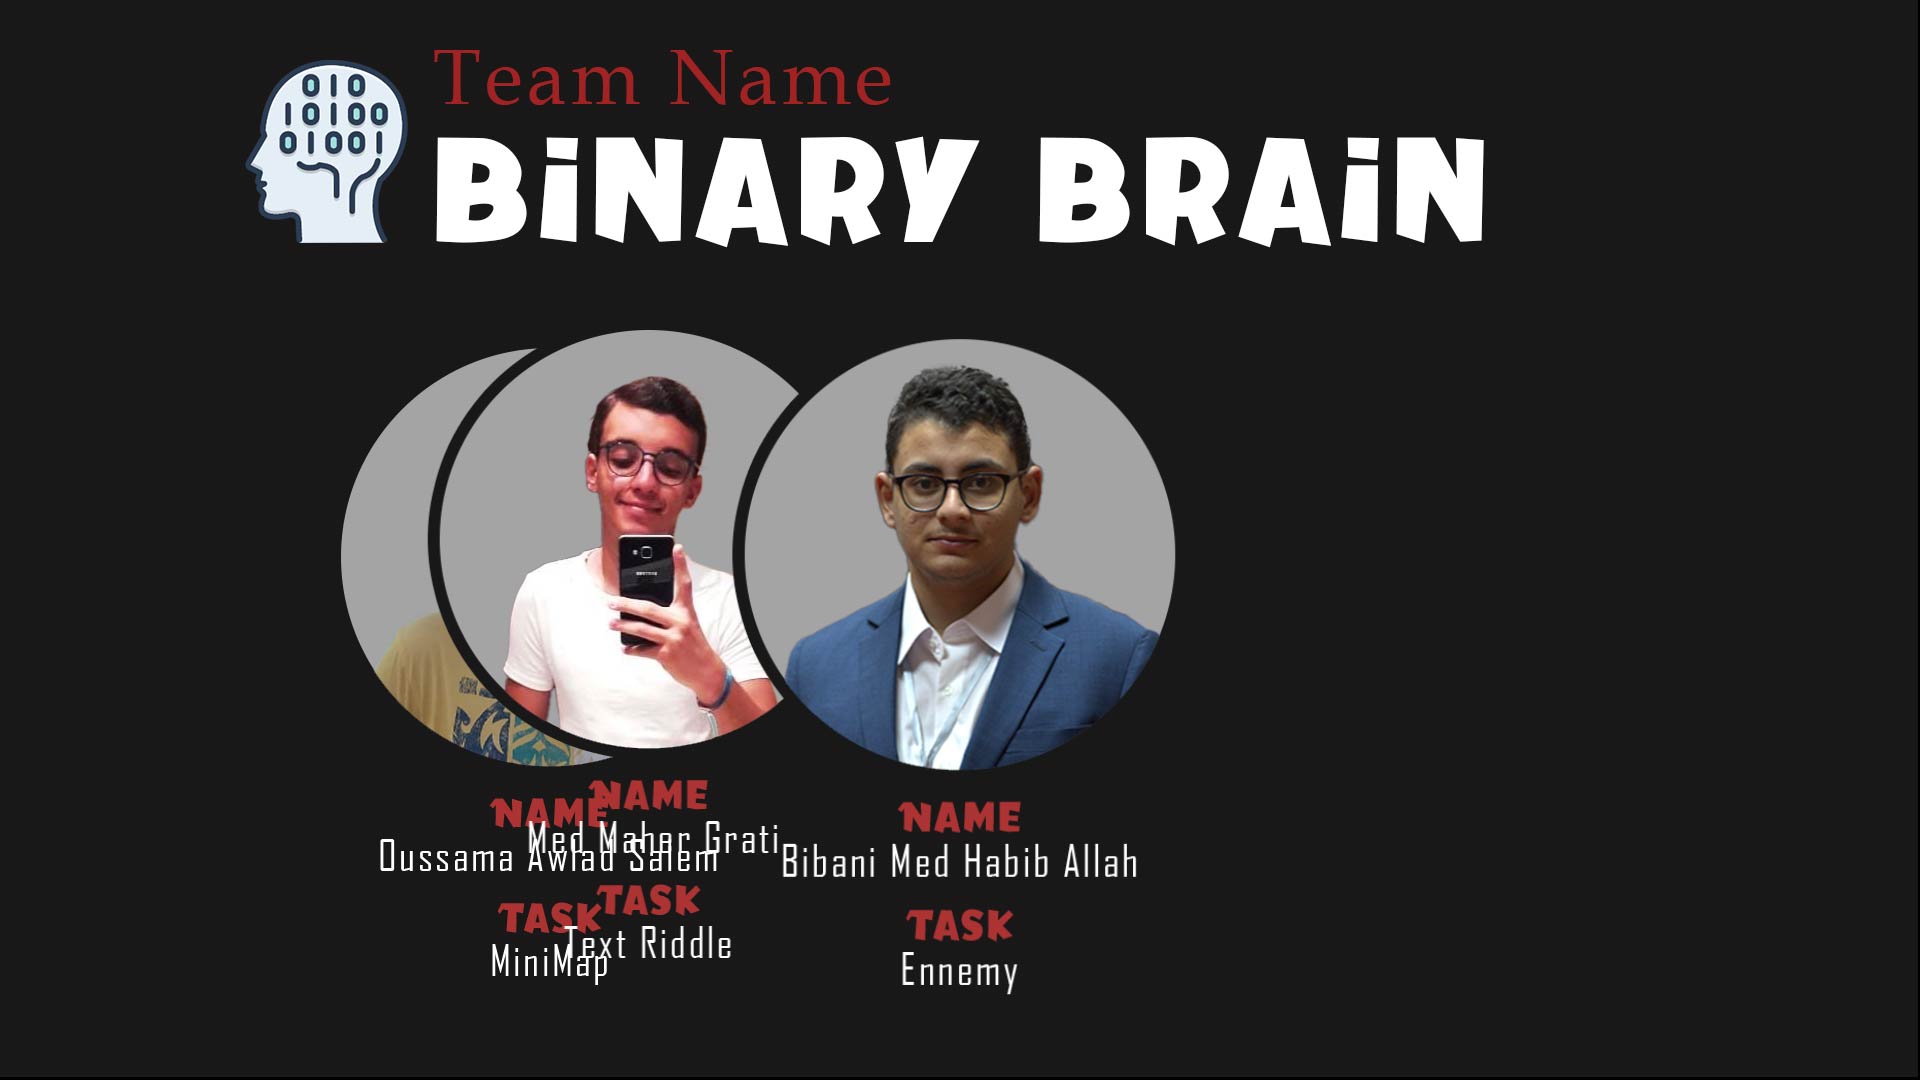 Team Name
010
10100
01001
BiNARY BRAiN
NAME
Oussama Awlad Salem
TASK
MiniMap
NAME
Med Maher Grati
TASK
Text Riddle
NAME
Bibani Med Habib Allah
TASK
Ennemy